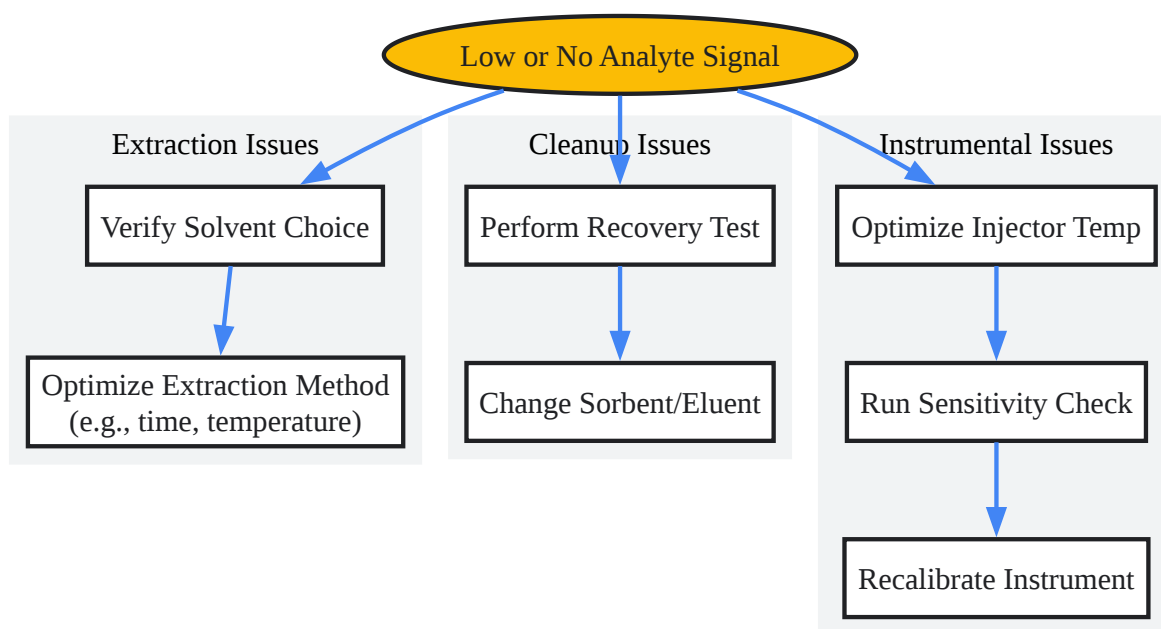 Low or No Analyte Signal
Extraction Issues
Verify Solvent Choice
Optimize Extraction Method
(e.g., time, temperature)
Cleanup Issues
Perform Recovery Test
Change Sorbent/Eluent
Instrumental Issues
Optimize Injector Temp
Run Sensitivity Check
Recalibrate Instrument